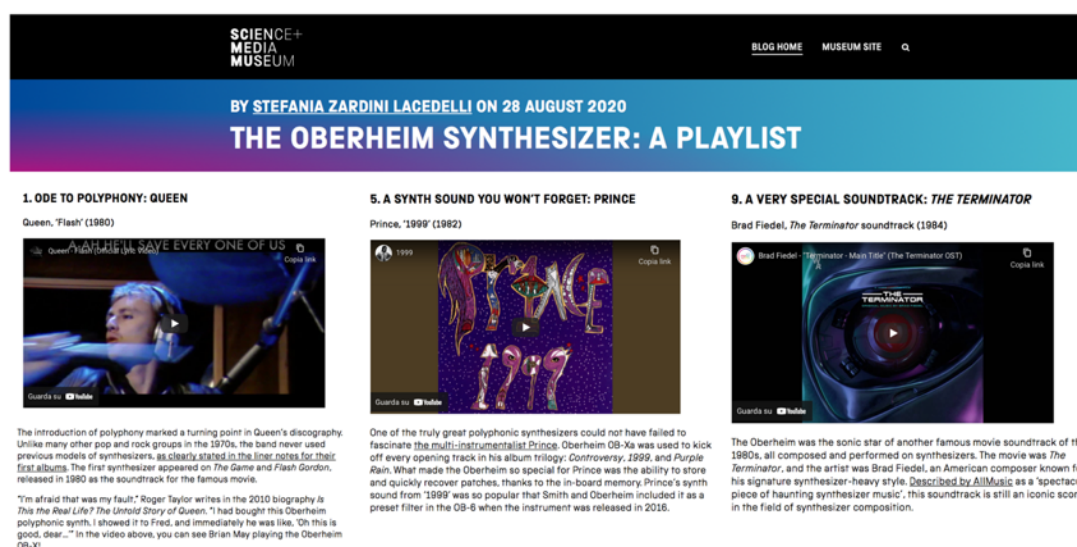 SCIENCE+
MEDIA
MUSEUM
BLOG HOME MUSEUM SITE
BY STEFANIA ZARDINI LACEDELLI ON 28 AUGUST 2020
THE OBERHEIM SYNTHESIZER: A PLAYLIST
1. ODE TO POLYPHONY: QUEEN
Queen, 'Flash' (1980)
A-AH HE'LL SAVE EVERY ONE OF US
Queen - Flash (Official Lyric Video)
Copia link
Guarda su YouTube
The introduction of polyphony marked a turning point in Queen's discography.
Unlike many other pop and rock groups in the 1970s, the band never used
previous models of synthesizers, as clearly stated in the liner notes for their
first albums. The first synthesizer appeared on The Game and Flash Gordon,
released in 1980 as the soundtrack for the famous movie.
"I'm afraid that was my fault," Roger Taylor writes in the 2010 biography Is
This the Real Life? The Untold Story of Queen. "I had bought this Oberheim
polyphonic synth. I showed it to Fred, and immediately he was like, 'Oh this is
good, dear...'" In the video above, you can see Brian May playing the Oberheim
OB-X!
5. A SYNTH SOUND YOU WON'T FORGET: PRINCE
Prince, '1999' (1982)
1999
Copia link
PRINCE
1999
Guarda su YouTube
One of the truly great polyphonic synthesizers could not have failed to
fascinate the multi-instrumentalist Prince. Oberheim OB-Xa was used to kick
off every opening track in his album trilogy: Controversy, 1999, and Purple
Rain. What made the Oberheim so special for Prince was the ability to store
and quickly recover patches, thanks to the in-board memory. Prince's synth
sound from '1999' was so popular that Smith and Oberheim included it as a
preset filter in the OB-6 when the instrument was released in 2016.
9. A VERY SPECIAL SOUNDTRACK: THE TERMINATOR
Brad Fiedel, The Terminator soundtrack (1984)
Brad Fiedel - "Terminator - Main Title" (The Terminator OST)
Copia link
THE
TERMINATOR
Guarda su YouTube
The Oberheim was the sonic star of another famous movie soundtrack of th
1980s, all composed and performed on synthesizers. The movie was The
Terminator, and the artist was Brad Fiedel, an American composer known f
his signature synthesizer-heavy style. Described by AllMusic as a 'spectac
piece of haunting synthesizer music', this soundtrack is still an iconic scor
in the field of synthesizer composition.